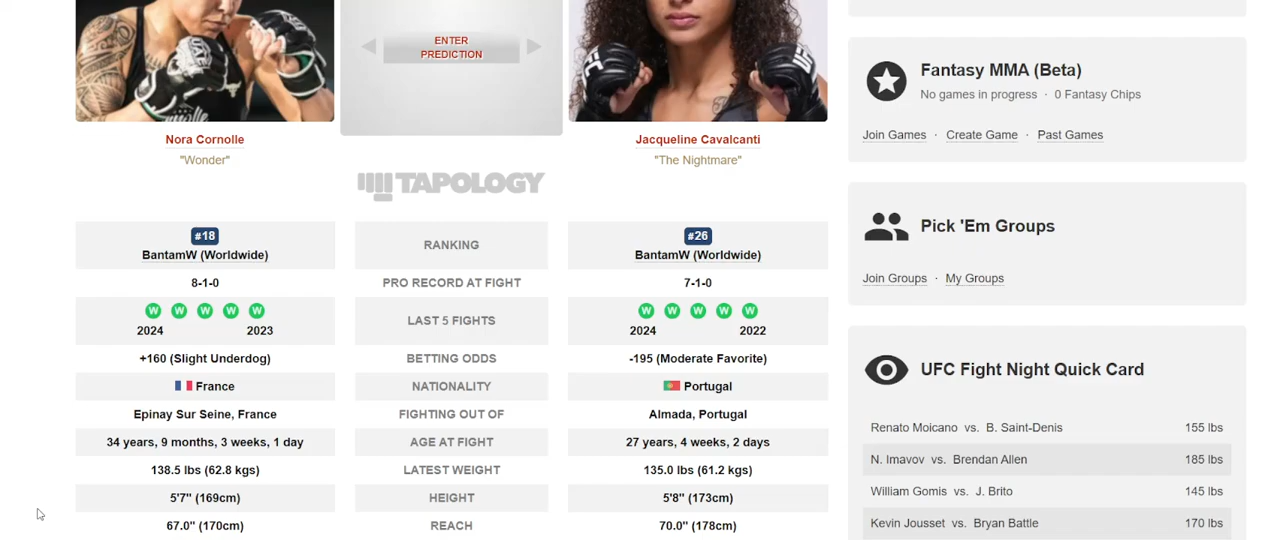 ENTER
PREDICTION
Nora Cornolle
"Wonder"
Jacqueline Cavalcanti
"The Nightmare"
TAPOLOGY
#18
BantamW (Worldwide)
RANKING
#26
BantamW (Worldwide)
8-1-0
PRO RECORD AT FIGHT
7-1-0
W W W W W
2024 2023
LAST 5 FIGHTS
W W W W W
2024 2022
+160 (Slight Underdog)
BETTING ODDS
-195 (Moderate Favorite)
France
NATIONALITY
Portugal
Epinay Sur Seine, France
FIGHTING OUT OF
Almada, Portugal
34 years, 9 months, 3 weeks, 1 day
AGE AT FIGHT
27 years, 4 weeks, 2 days
138.5 lbs (62.8 kgs)
LATEST WEIGHT
135.0 lbs (61.2 kgs)
5'7" (169cm)
HEIGHT
5'8" (173cm)
67.0" (170cm)
REACH
70.0" (178cm)
Fantasy MMA (Beta)
No games in progress · 0 Fantasy Chips
Join Games · Create Game · Past Games
Pick 'Em Groups
Join Groups · My Groups
UFC Fight Night Quick Card
Renato Moicano vs. B. Saint-Denis 155 lbs
N. Imavov vs. Brendan Allen 185 lbs
William Gomis vs. J. Brito 145 lbs
Kevin Jousset vs. Bryan Battle 170 lbs